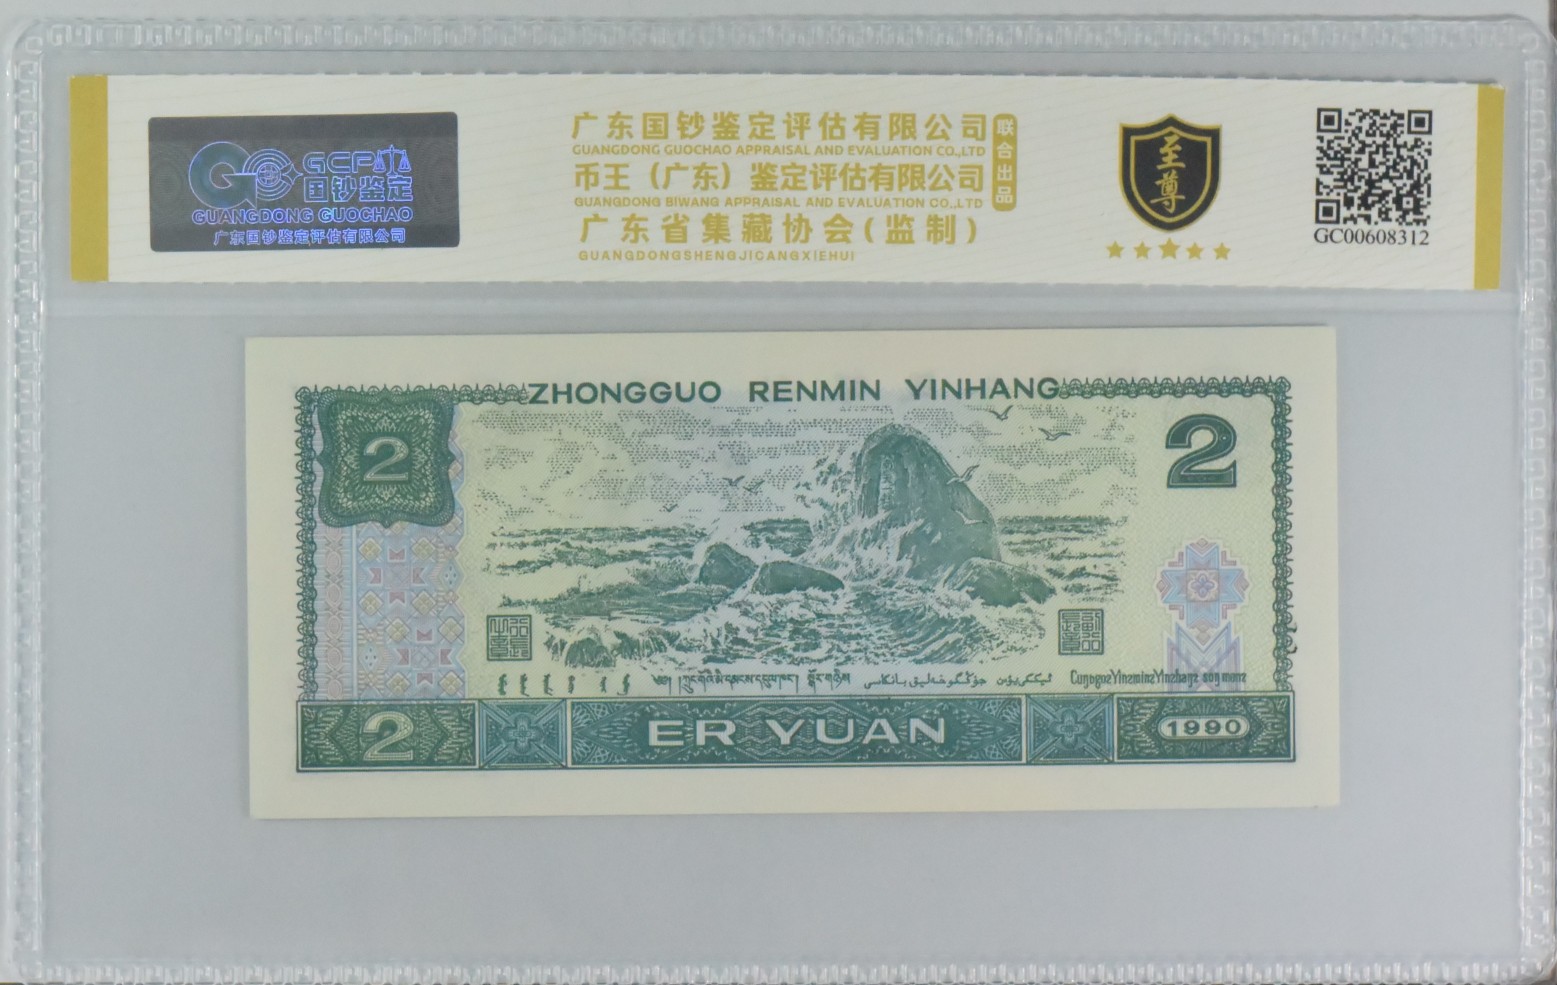 GCP
国钞鉴定
GUANGDONG GUOCHAO
广东国钞鉴定评估有限公司
广东国钞鉴定评估有限公司
GUANGDONG GUOCHAO APPRAISAL AND EVALUATION CO.,LTD
币王（广东）鉴定评估有限公司
GUANGDONG BIWANG APPRAISAL AND EVALUATION CO.,LTD
广东省集藏协会(监制)
GUANGDONGSHENGJICANGXIEHUI
联合出品
至尊
GC00608312
ZHONGGUO RENMIN YINHANG
2
2
2
ER YUAN
1990